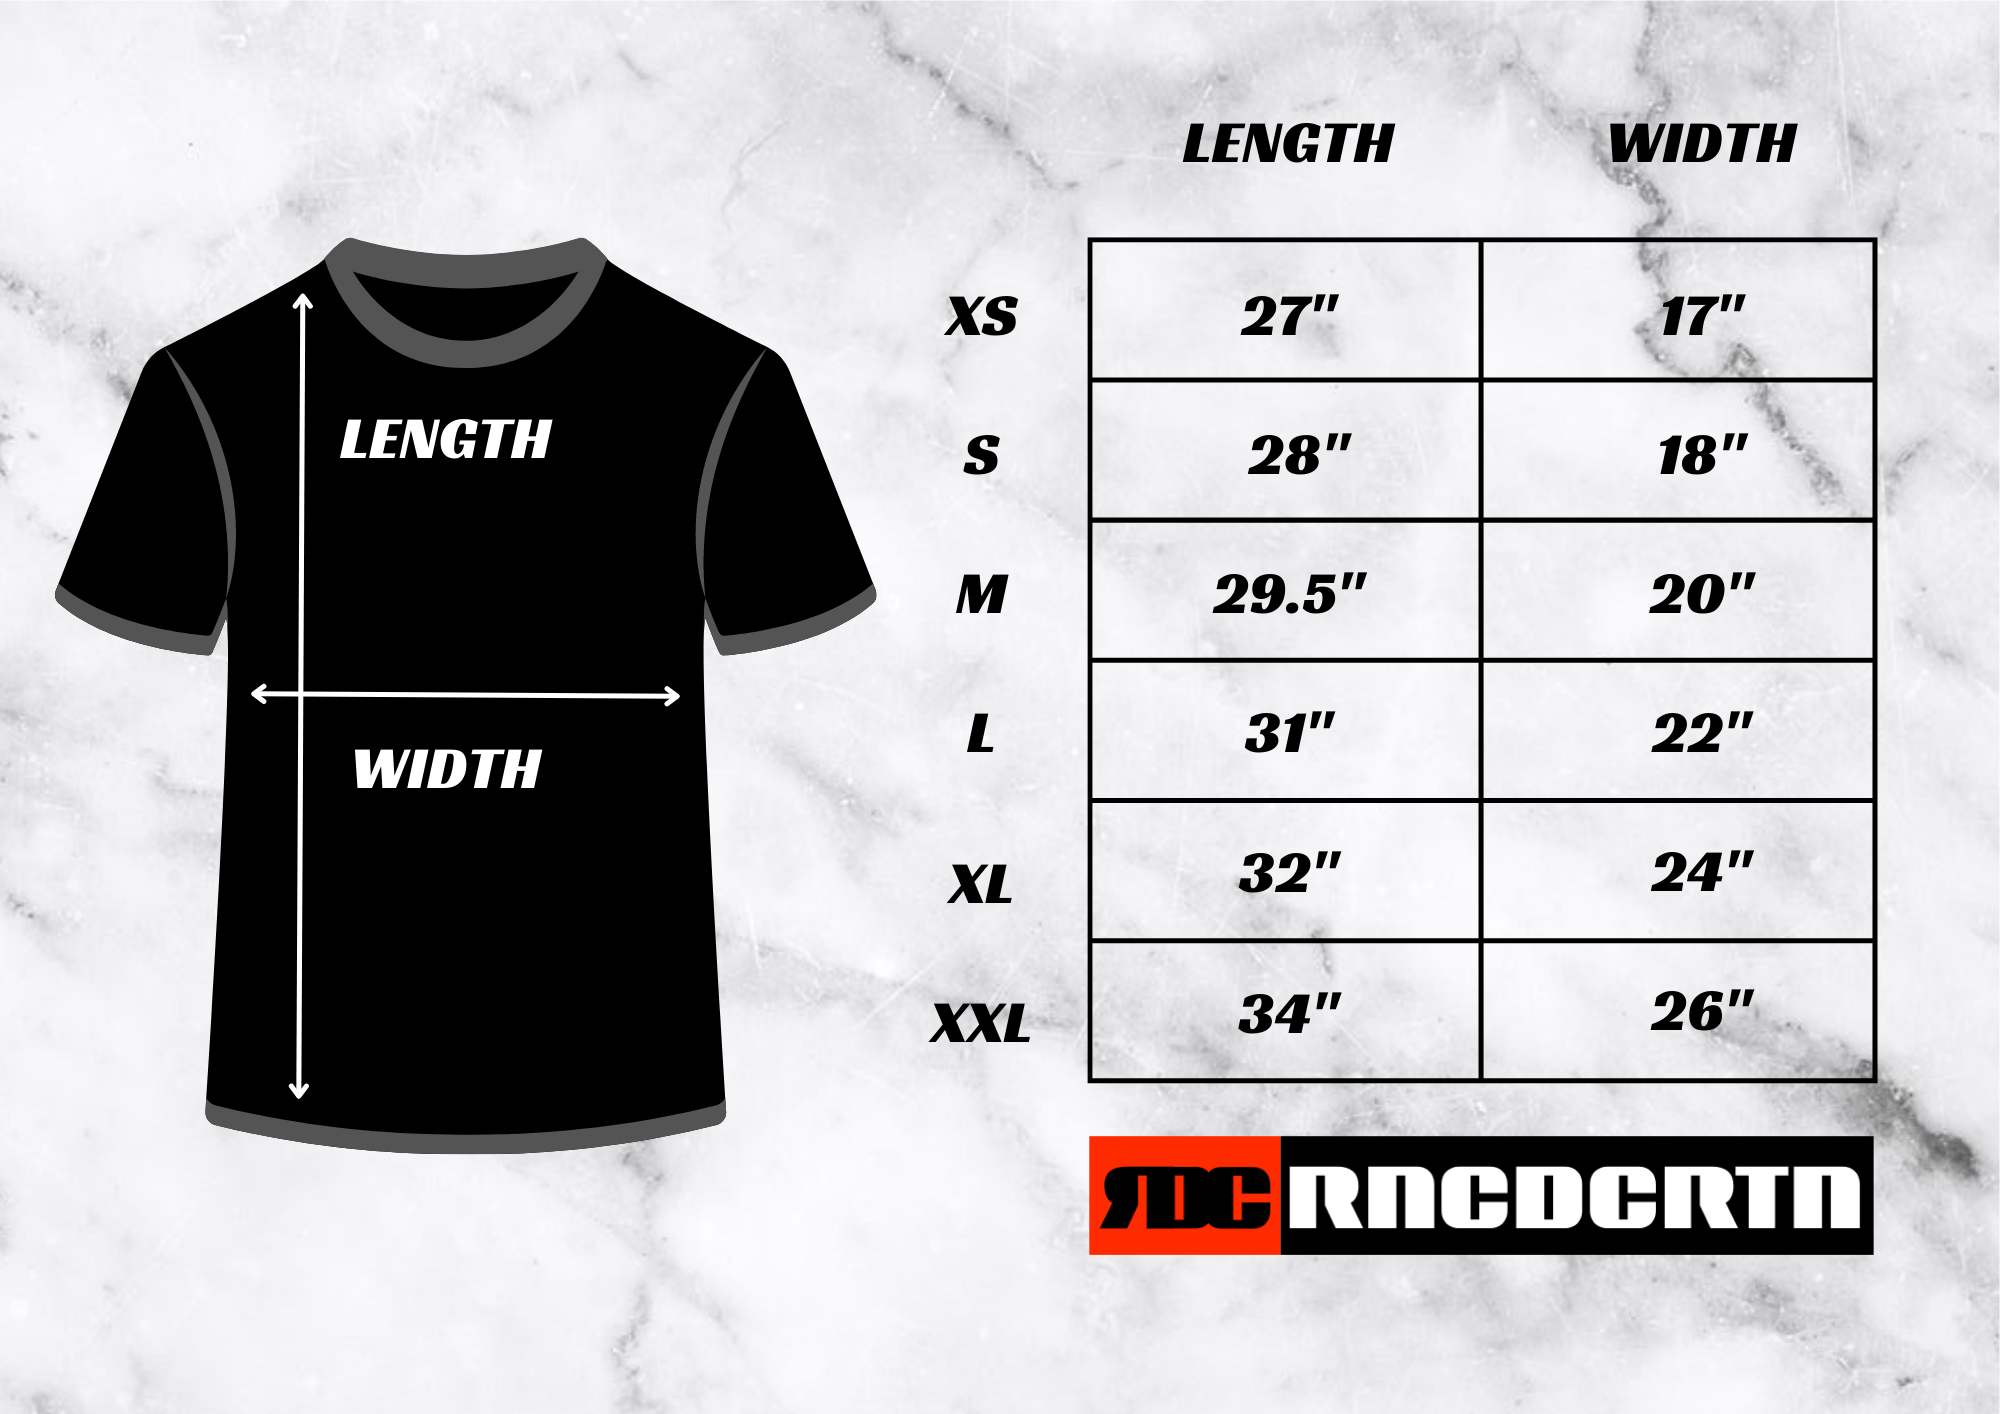 LENGTH WIDTH
XS 27" 17"
S 28" 18"
M 29.5" 20"
L 31" 22"
XL 32" 24"
XXL 34" 26"
LENGTH
WIDTH
RDC RNCDCRTN